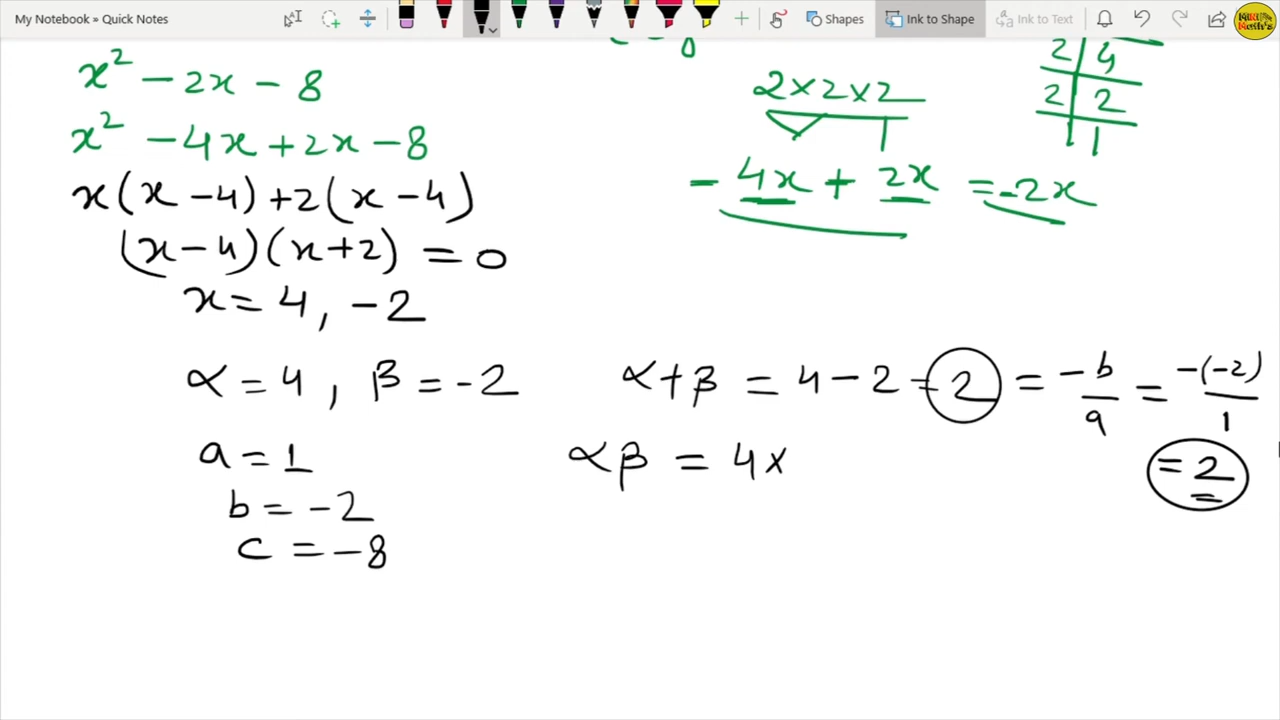 My Notebook » Quick Notes
Shapes
Ink to Shape
Ink to Text
x² - 2x - 8
x² - 4x + 2x - 8
x(x - 4) + 2(x - 4)
(x - 4)(x + 2) = 0
x = 4, -2
α = 4, β = -2
a = 1
b = -2
c = -8
2 × 2 × 2
2 | 4
2 | 2
| 1
- 4x + 2x = -2x
α + β = 4 - 2 = 2 = -b/a = -(-2)/1
= 2
αβ = 4×